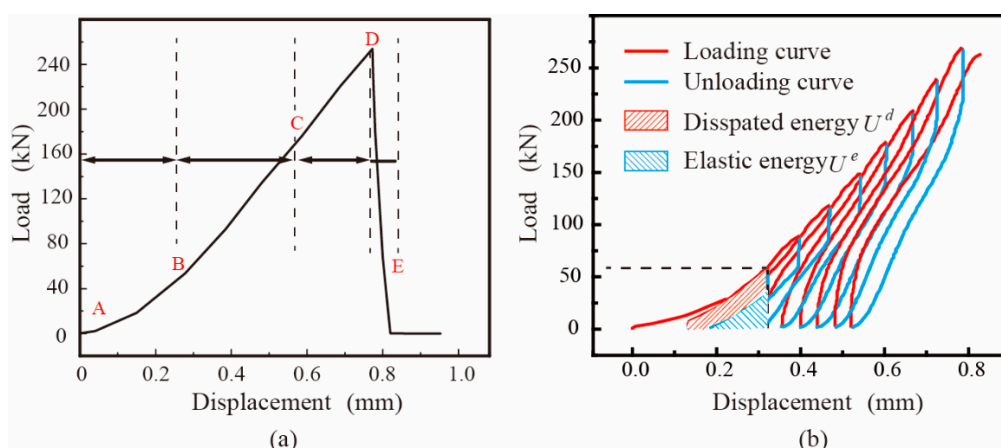 240
200
160
120
80
40
0
Load (kN)
A
B
C
D
E
0
0.2
0.4
0.6
0.8
1.0
Displacement (mm)
(a)
Loading curve
Unloading curve
Disspated energy U^d
Elastic energy U^e
250
200
150
100
50
0
Load (kN)
0.0
0.2
0.4
0.6
0.8
Displacement (mm)
(b)